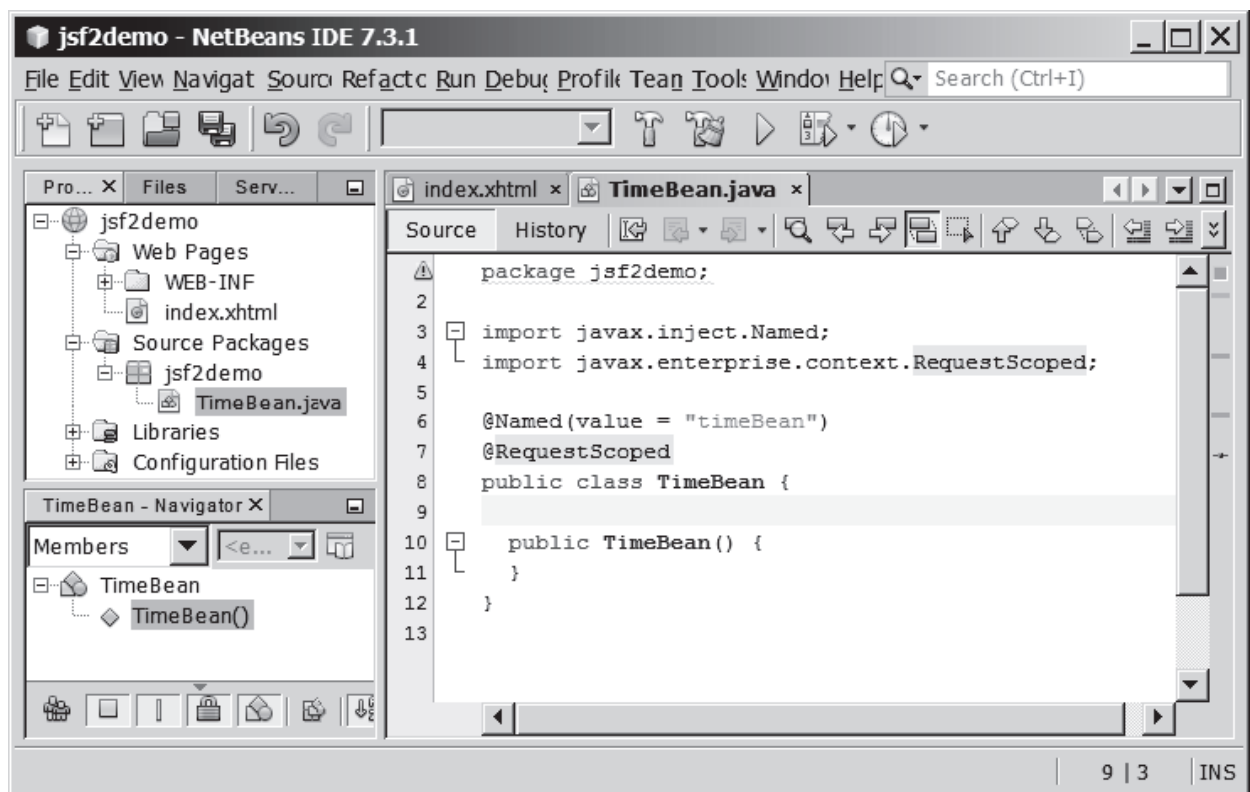 jsf2demo - NetBeans IDE 7.3.1
File Edit View Navigat Sourc Refactc Run Debug Profile Tean Tools Window Help Search (Ctrl+I)
Pro... Files Serv...
jsf2demo
Web Pages
WEB-INF
index.xhtml
Source Packages
jsf2demo
TimeBean.java
Libraries
Configuration Files
TimeBean - Navigator
Members <e...
TimeBean
TimeBean()
index.xhtml TimeBean.java
Source History
package jsf2demo;
2
3 import javax.inject.Named;
4 import javax.enterprise.context.RequestScoped;
5
6 @Named(value = "timeBean")
7 @RequestScoped
8 public class TimeBean {
9
10 public TimeBean() {
11 }
12 }
13
9 | 3 INS